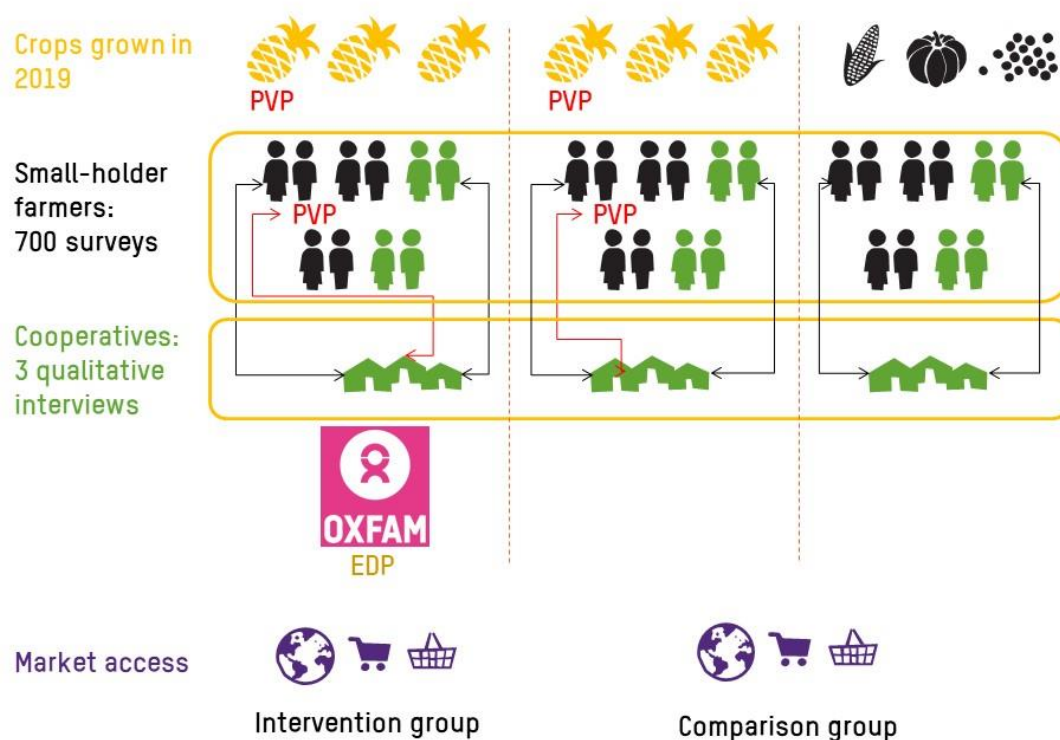 Crops grown in
2019
PVP
PVP
Small-holder
farmers:
700 surveys
PVP
PVP
Cooperatives:
3 qualitative
interviews
OXFAM
EDP
Market access
Intervention group
Comparison group